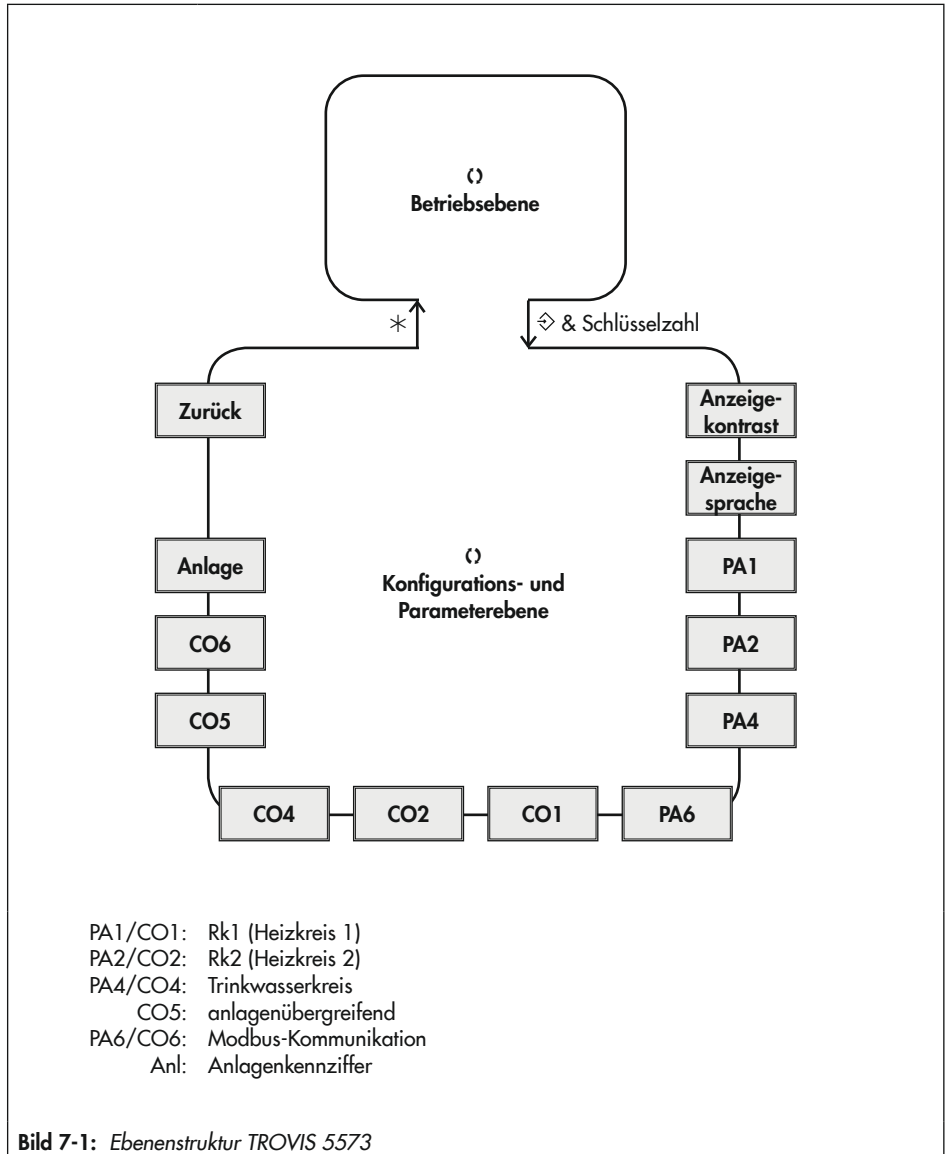 Betriebsebene
* & Schlüsselzahl
Zurück
Anzeige-
kontrast
Anzeige-
sprache
Anlage
Konfigurations- und
Parameterebene
PA1
CO6
PA2
CO5
PA4
CO4 CO2 CO1 PA6
PA1/CO1: Rk1 (Heizkreis 1)
PA2/CO2: Rk2 (Heizkreis 2)
PA4/CO4: Trinkwasserkreis
CO5: anlagenübergreifend
PA6/CO6: Modbus-Kommunikation
Anl: Anlagenkennziffer
Bild 7-1: Ebenenstruktur TROVIS 5573